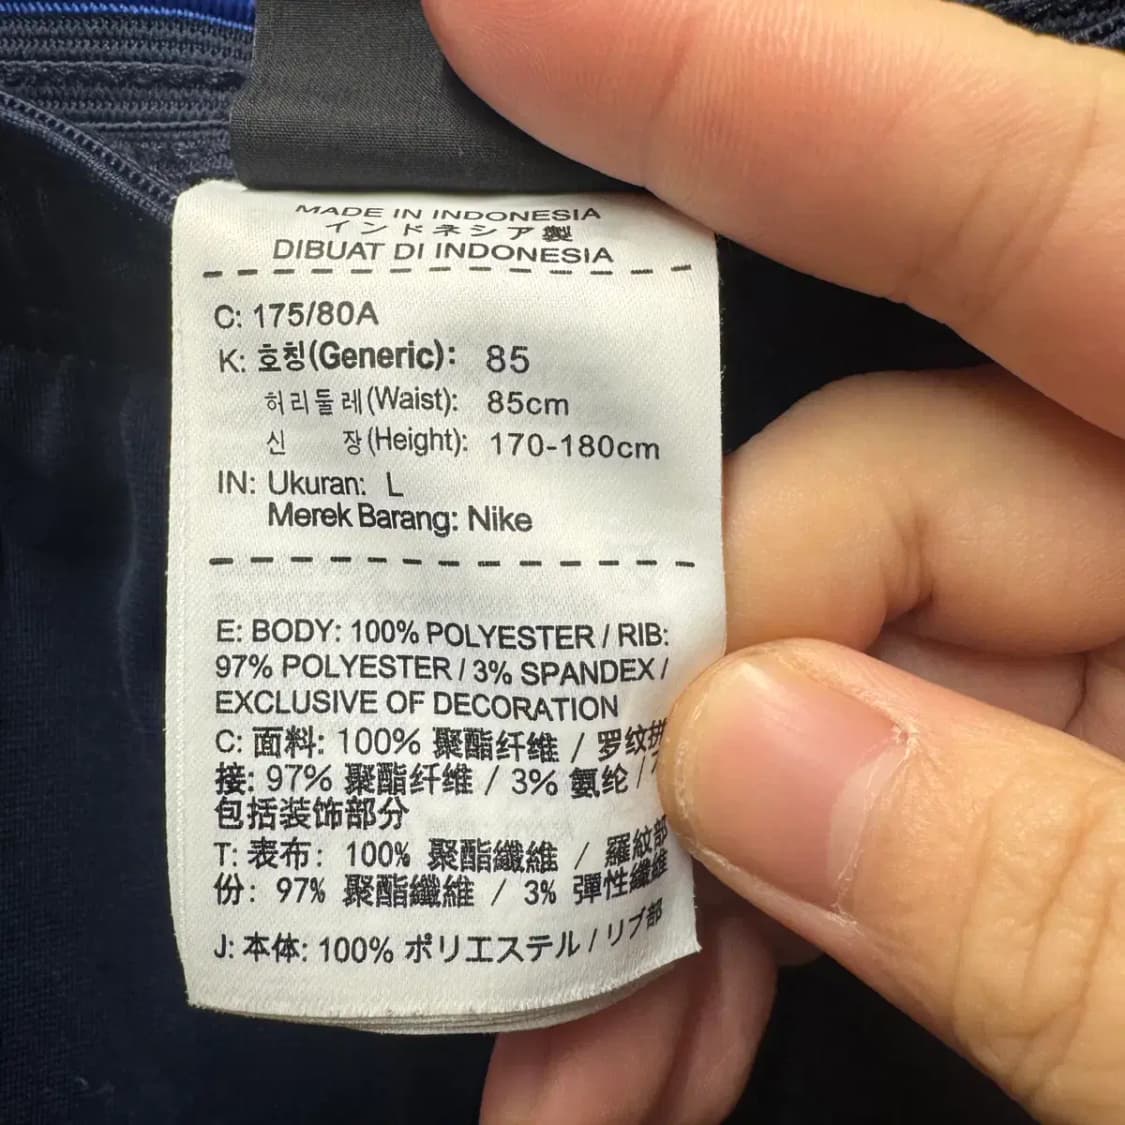 MADE IN INDONESIA
インドネシア製
DIBUAT DI INDONESIA
C: 175/80A
K: 호칭(Generic): 85
허리둘레(Waist): 85cm
신 장(Height): 170-180cm
IN: Ukuran: L
Merek Barang: Nike
E: BODY: 100% POLYESTER / RIB:
97% POLYESTER / 3% SPANDEX /
EXCLUSIVE OF DECORATION
C: 面料: 100% 聚酯纤维 / 罗纹拼
接: 97% 聚酯纤维 / 3% 氨纶 /
包括装饰部分
T: 表布: 100% 聚酯纖維 / 羅紋部
份: 97% 聚酯纖維 / 3% 彈性纖維
J: 本体: 100% ポリエステル / リブ部